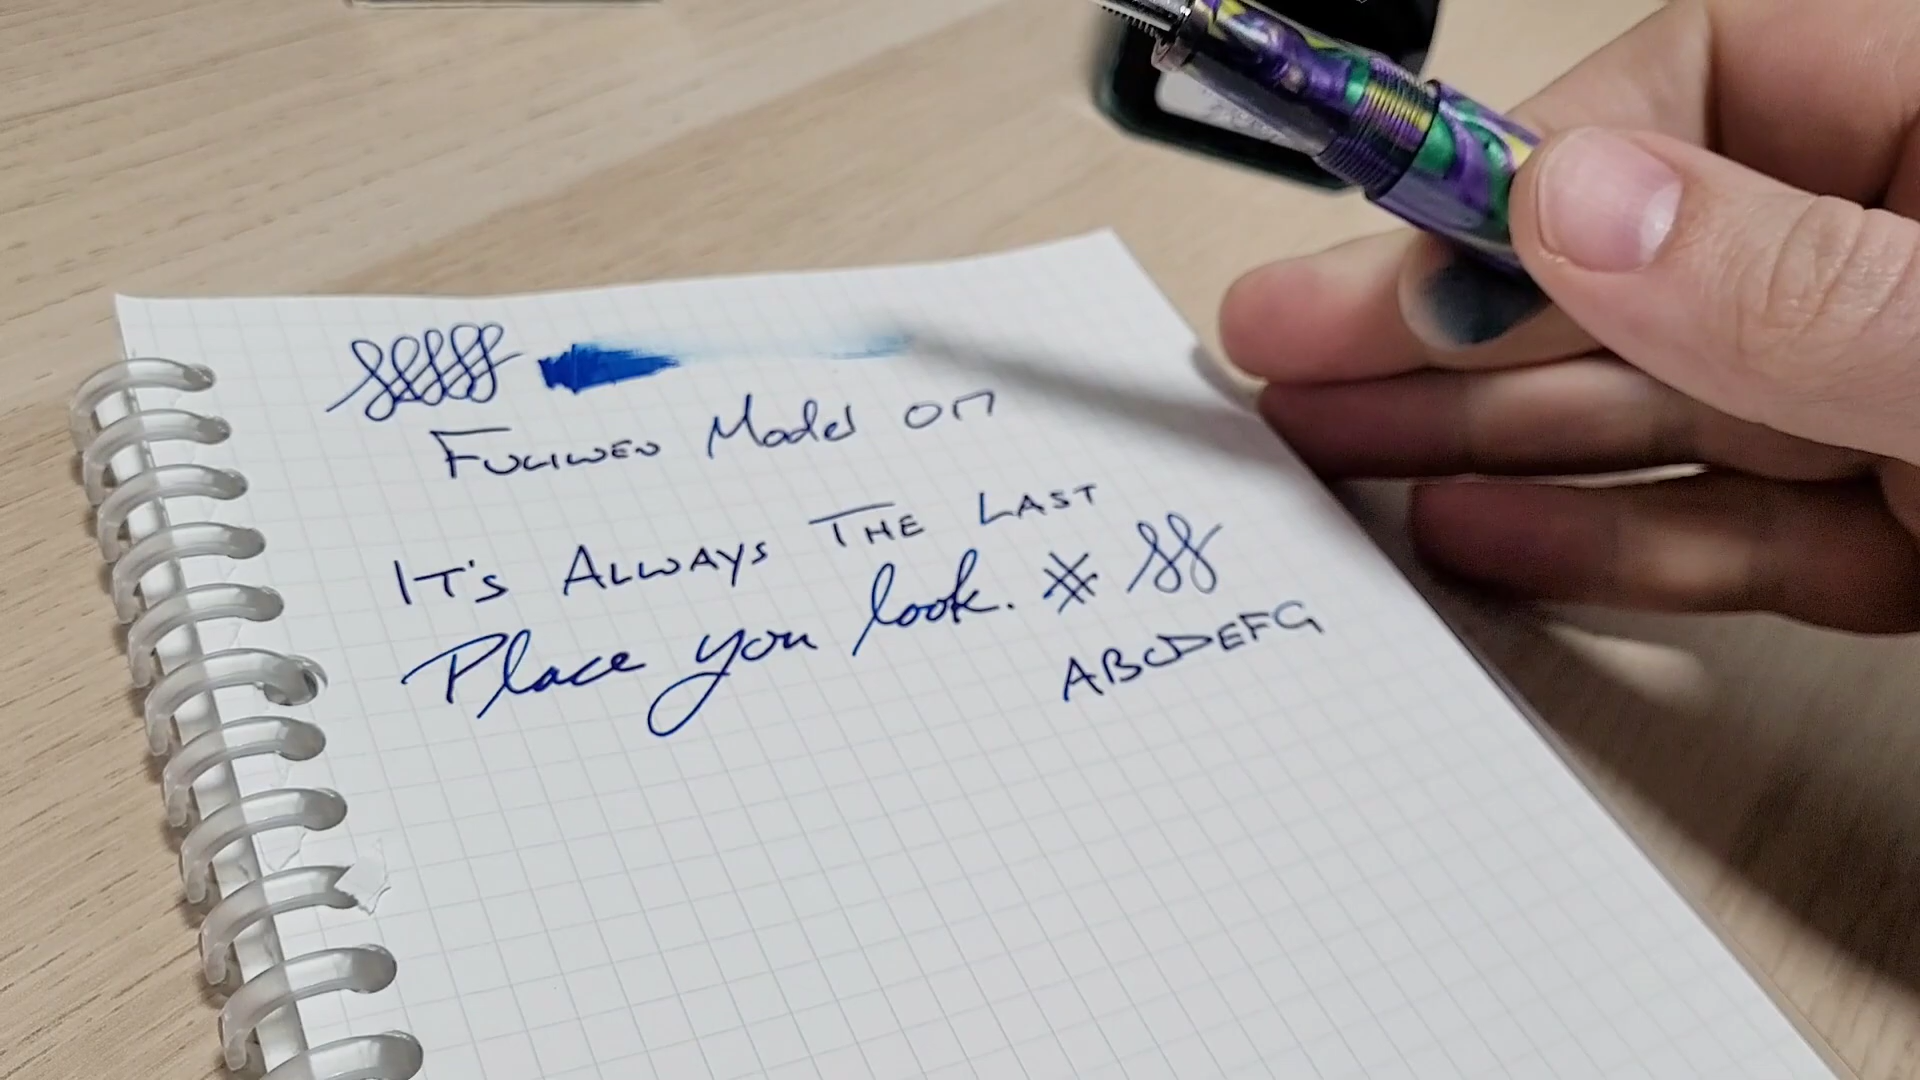 Fuliwen Model 017
IT'S ALWAYS THE LAST
Place you look. #
ABCDEFG